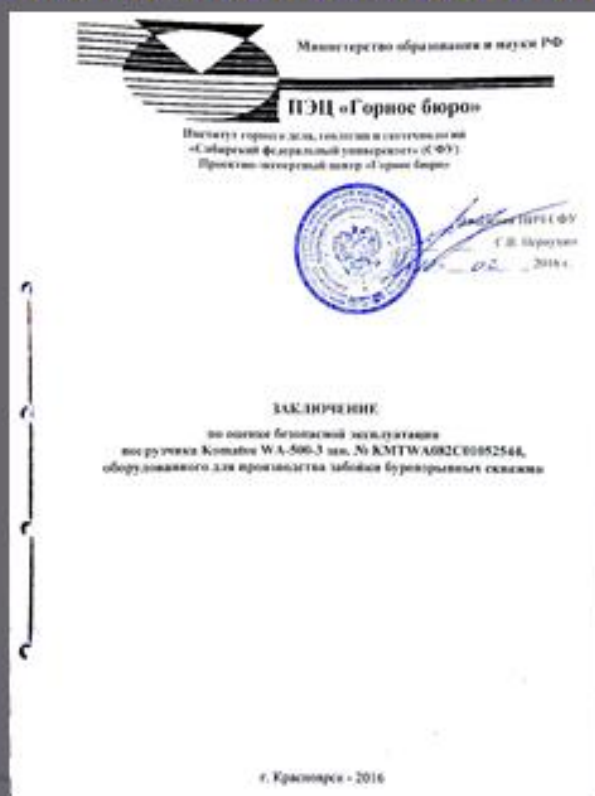 Министерство образования и науки РФ
ПЭЦ «Горное бюро»
Институт горного дела, геологии и геотехнологий
«Сибирский федеральный университет» (СФУ)
Проектно-экспертный центр «Горное бюро»
СФУ
С.В.
02 2016 г.
ЗАКЛЮЧЕНИЕ
по оценке безопасной эксплуатации
погрузчика Komatsu WA-500-3 зав. № KMTWA082C01052544,
оборудованного для производства забойки буровзрывных скважин
г. Красноярск - 2016